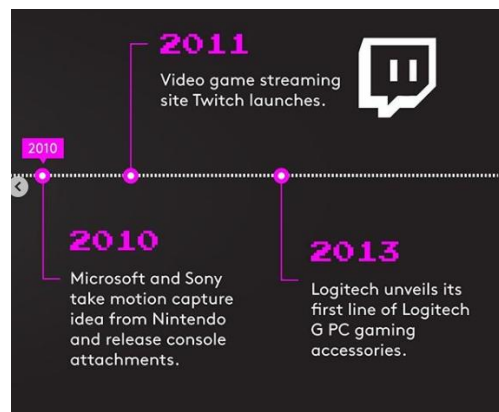 2011
Video game streaming
site Twitch launches.
2010
2010
Microsoft and Sony
take motion capture
idea from Nintendo
and release console
attachments.
2013
Logitech unveils its
first line of Logitech
G PC gaming
accessories.